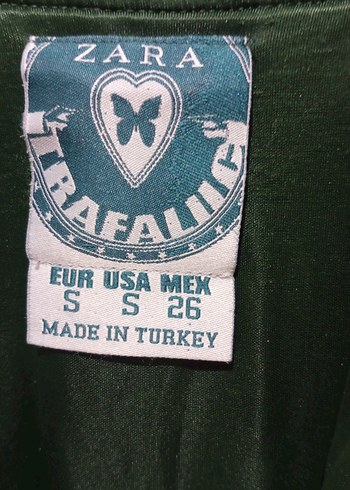 ZARA
TRAFALUC
EUR USA MEX
S S 26
MADE IN TURKEY